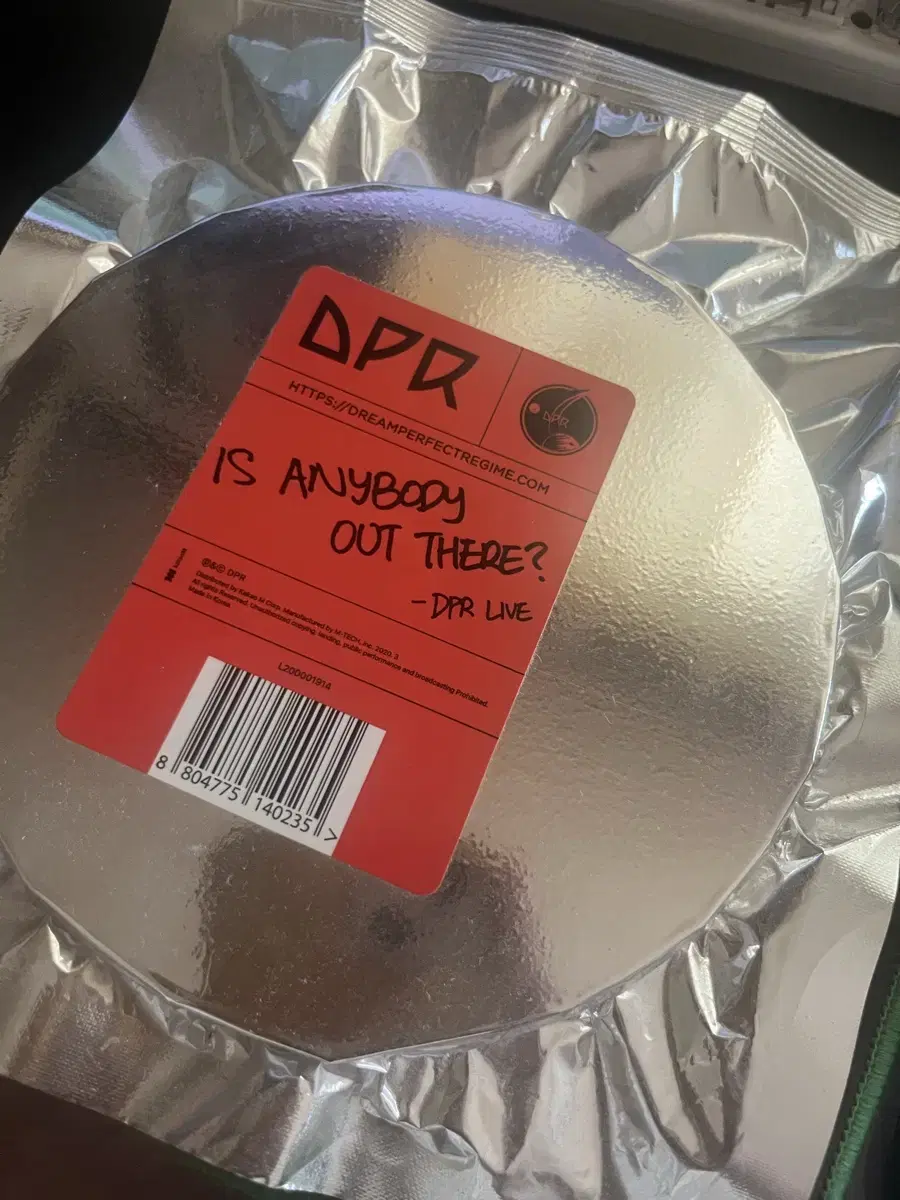 DPR
DPR
HTTPS://DREAMPERFECTREGIME.COM
IS ANYBODY
OUT THERE?
-DPR LIVE
Ⓟ&© DPR
Distributed by Kakao M Corp. Manufactured by M-TECH., Inc. 2020. 3
All rights Reserved. Unauthorized copying, lending, public performance and broadcasting Prohibited.
Made in Korea.
L200001914
8 804775 140235 >